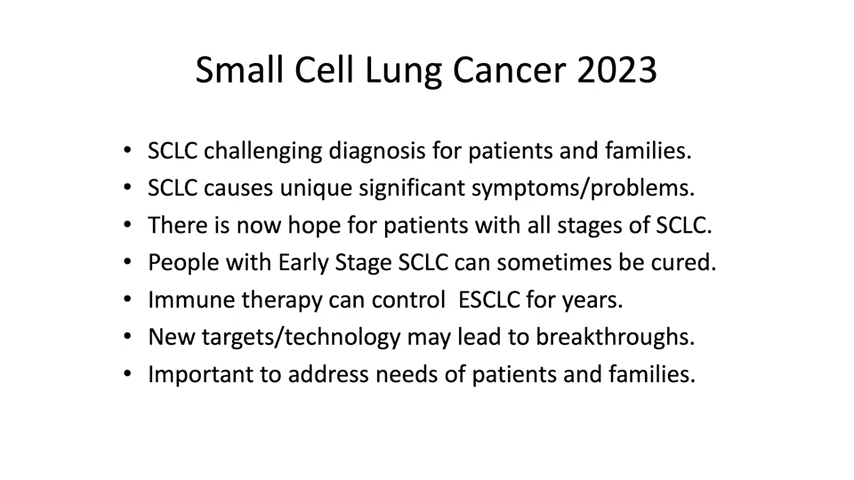 Small Cell Lung Cancer 2023
• SCLC challenging diagnosis for patients and families.
• SCLC causes unique significant symptoms/problems.
• There is now hope for patients with all stages of SCLC.
• People with Early Stage SCLC can sometimes be cured.
• Immune therapy can control  ESCLC for years.
• New targets/technology may lead to breakthroughs.
• Important to address needs of patients and families.